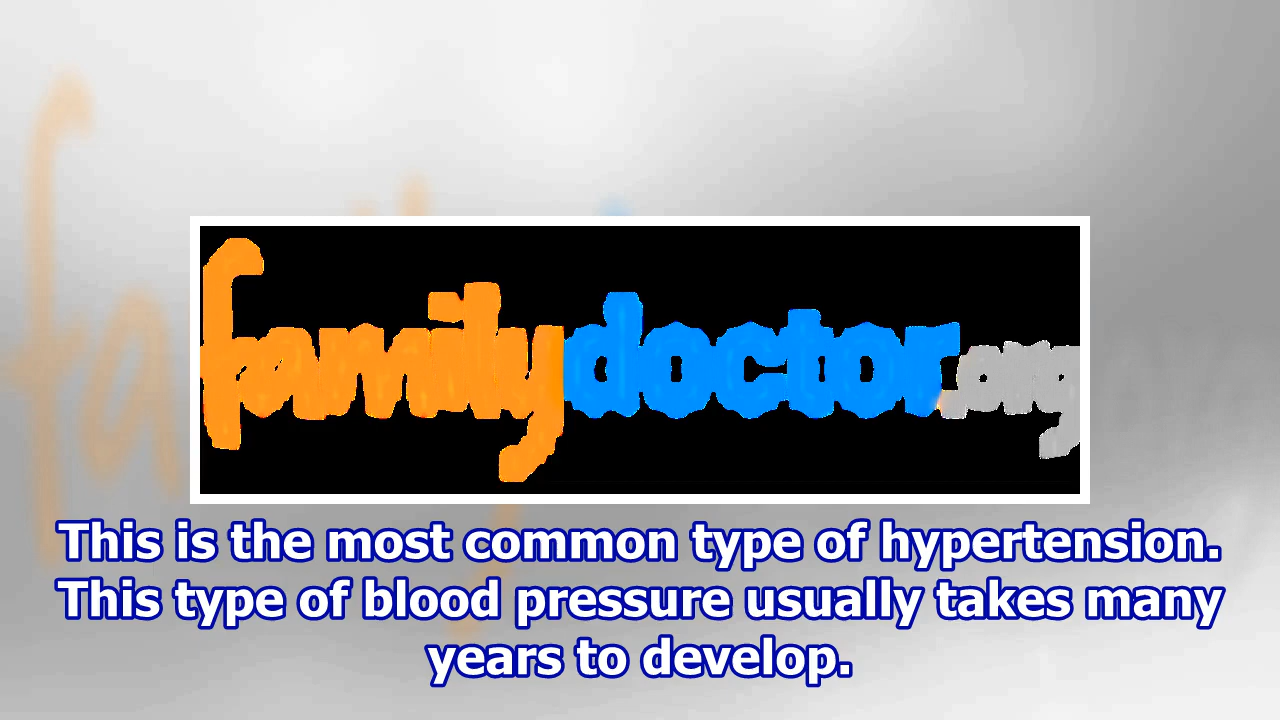 familydoctor.org
This is the most common type of hypertension.
This type of blood pressure usually takes many
years to develop.